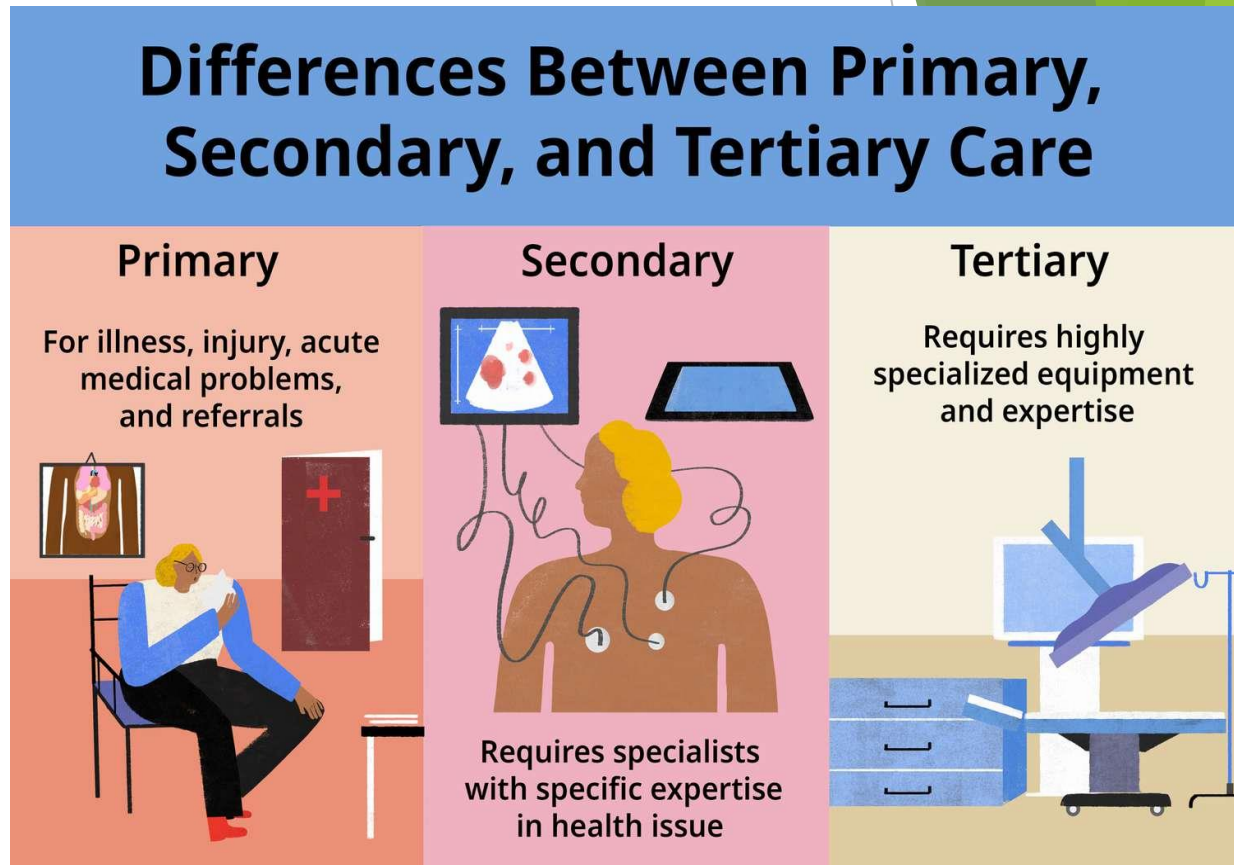 Differences Between Primary,
Secondary, and Tertiary Care
Primary
For illness, injury, acute
medical problems,
and referrals
Secondary
Requires specialists
with specific expertise
in health issue
Tertiary
Requires highly
specialized equipment
and expertise